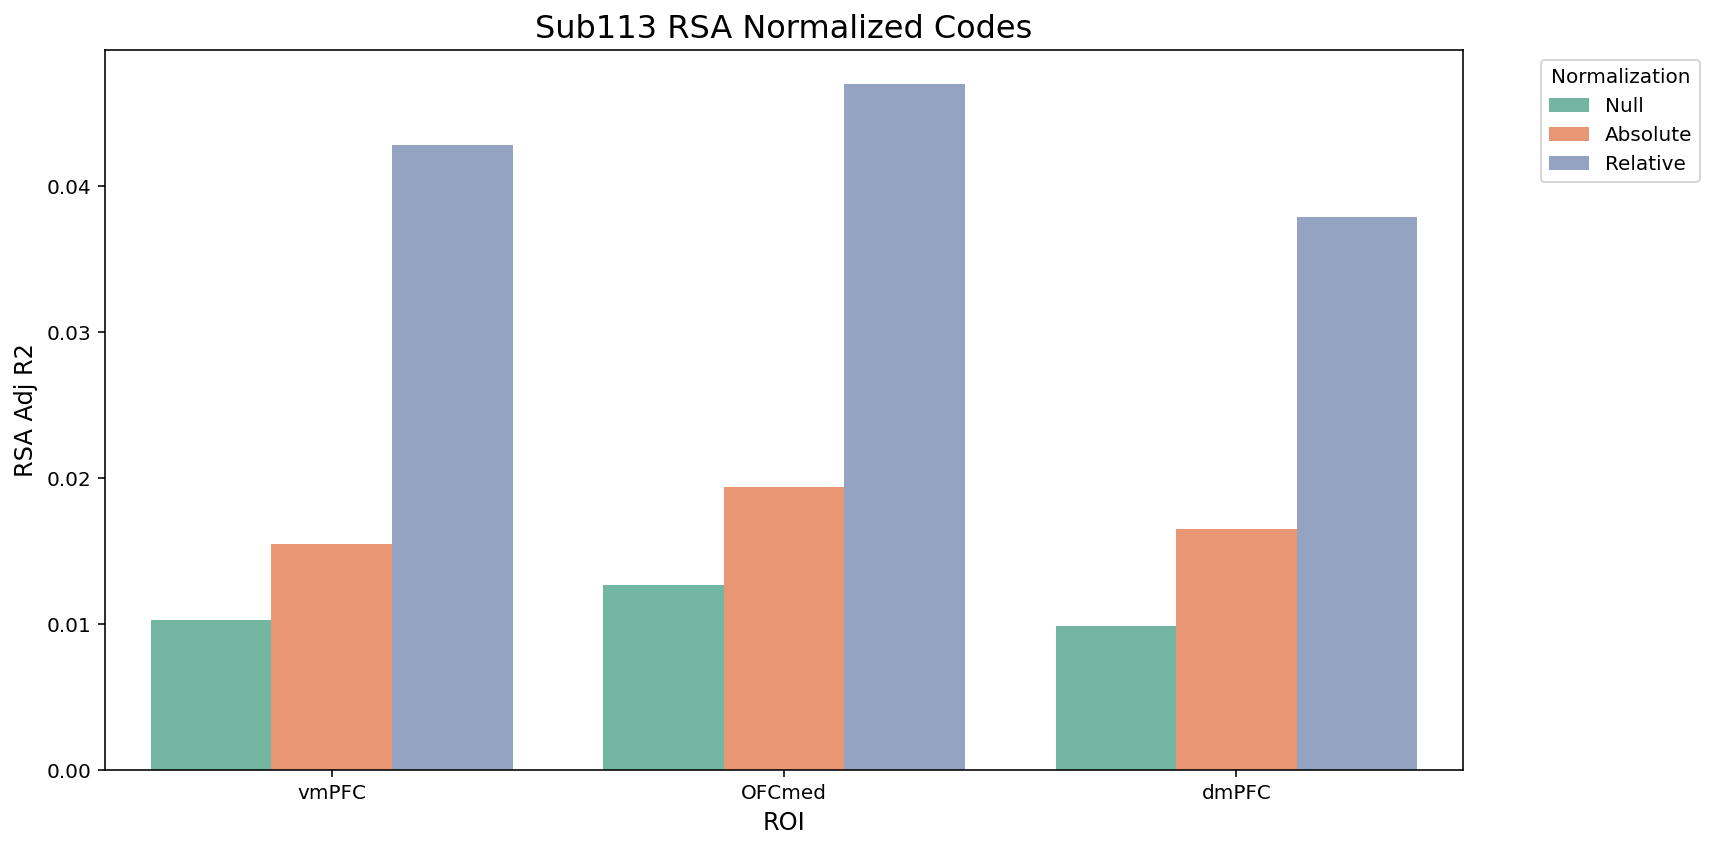 Sub113 RSA Normalized Codes
Normalization
Null
Absolute
Relative
RSA Adj R2
0.04
0.03
0.02
0.01
0.00
vmPFC
OFCmed
dmPFC
ROI